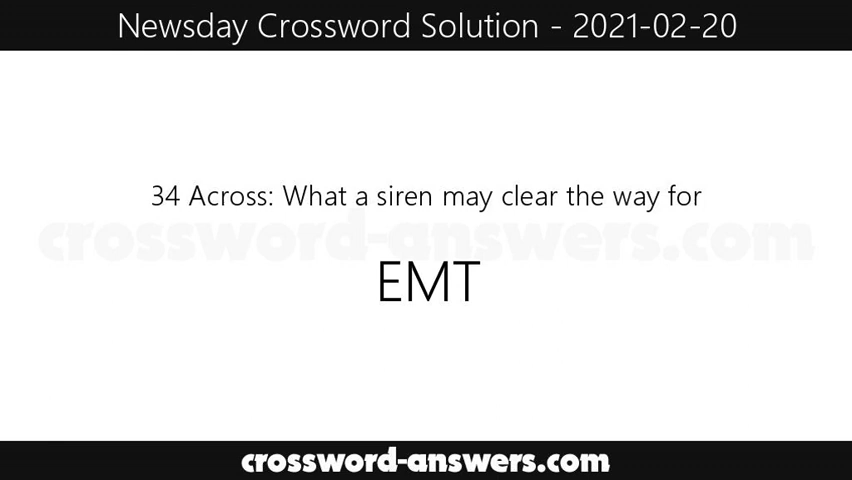 Newsday Crossword Solution - 2021-02-20
34 Across: What a siren may clear the way for
crossword-answers.com
EMT
crossword-answers.com